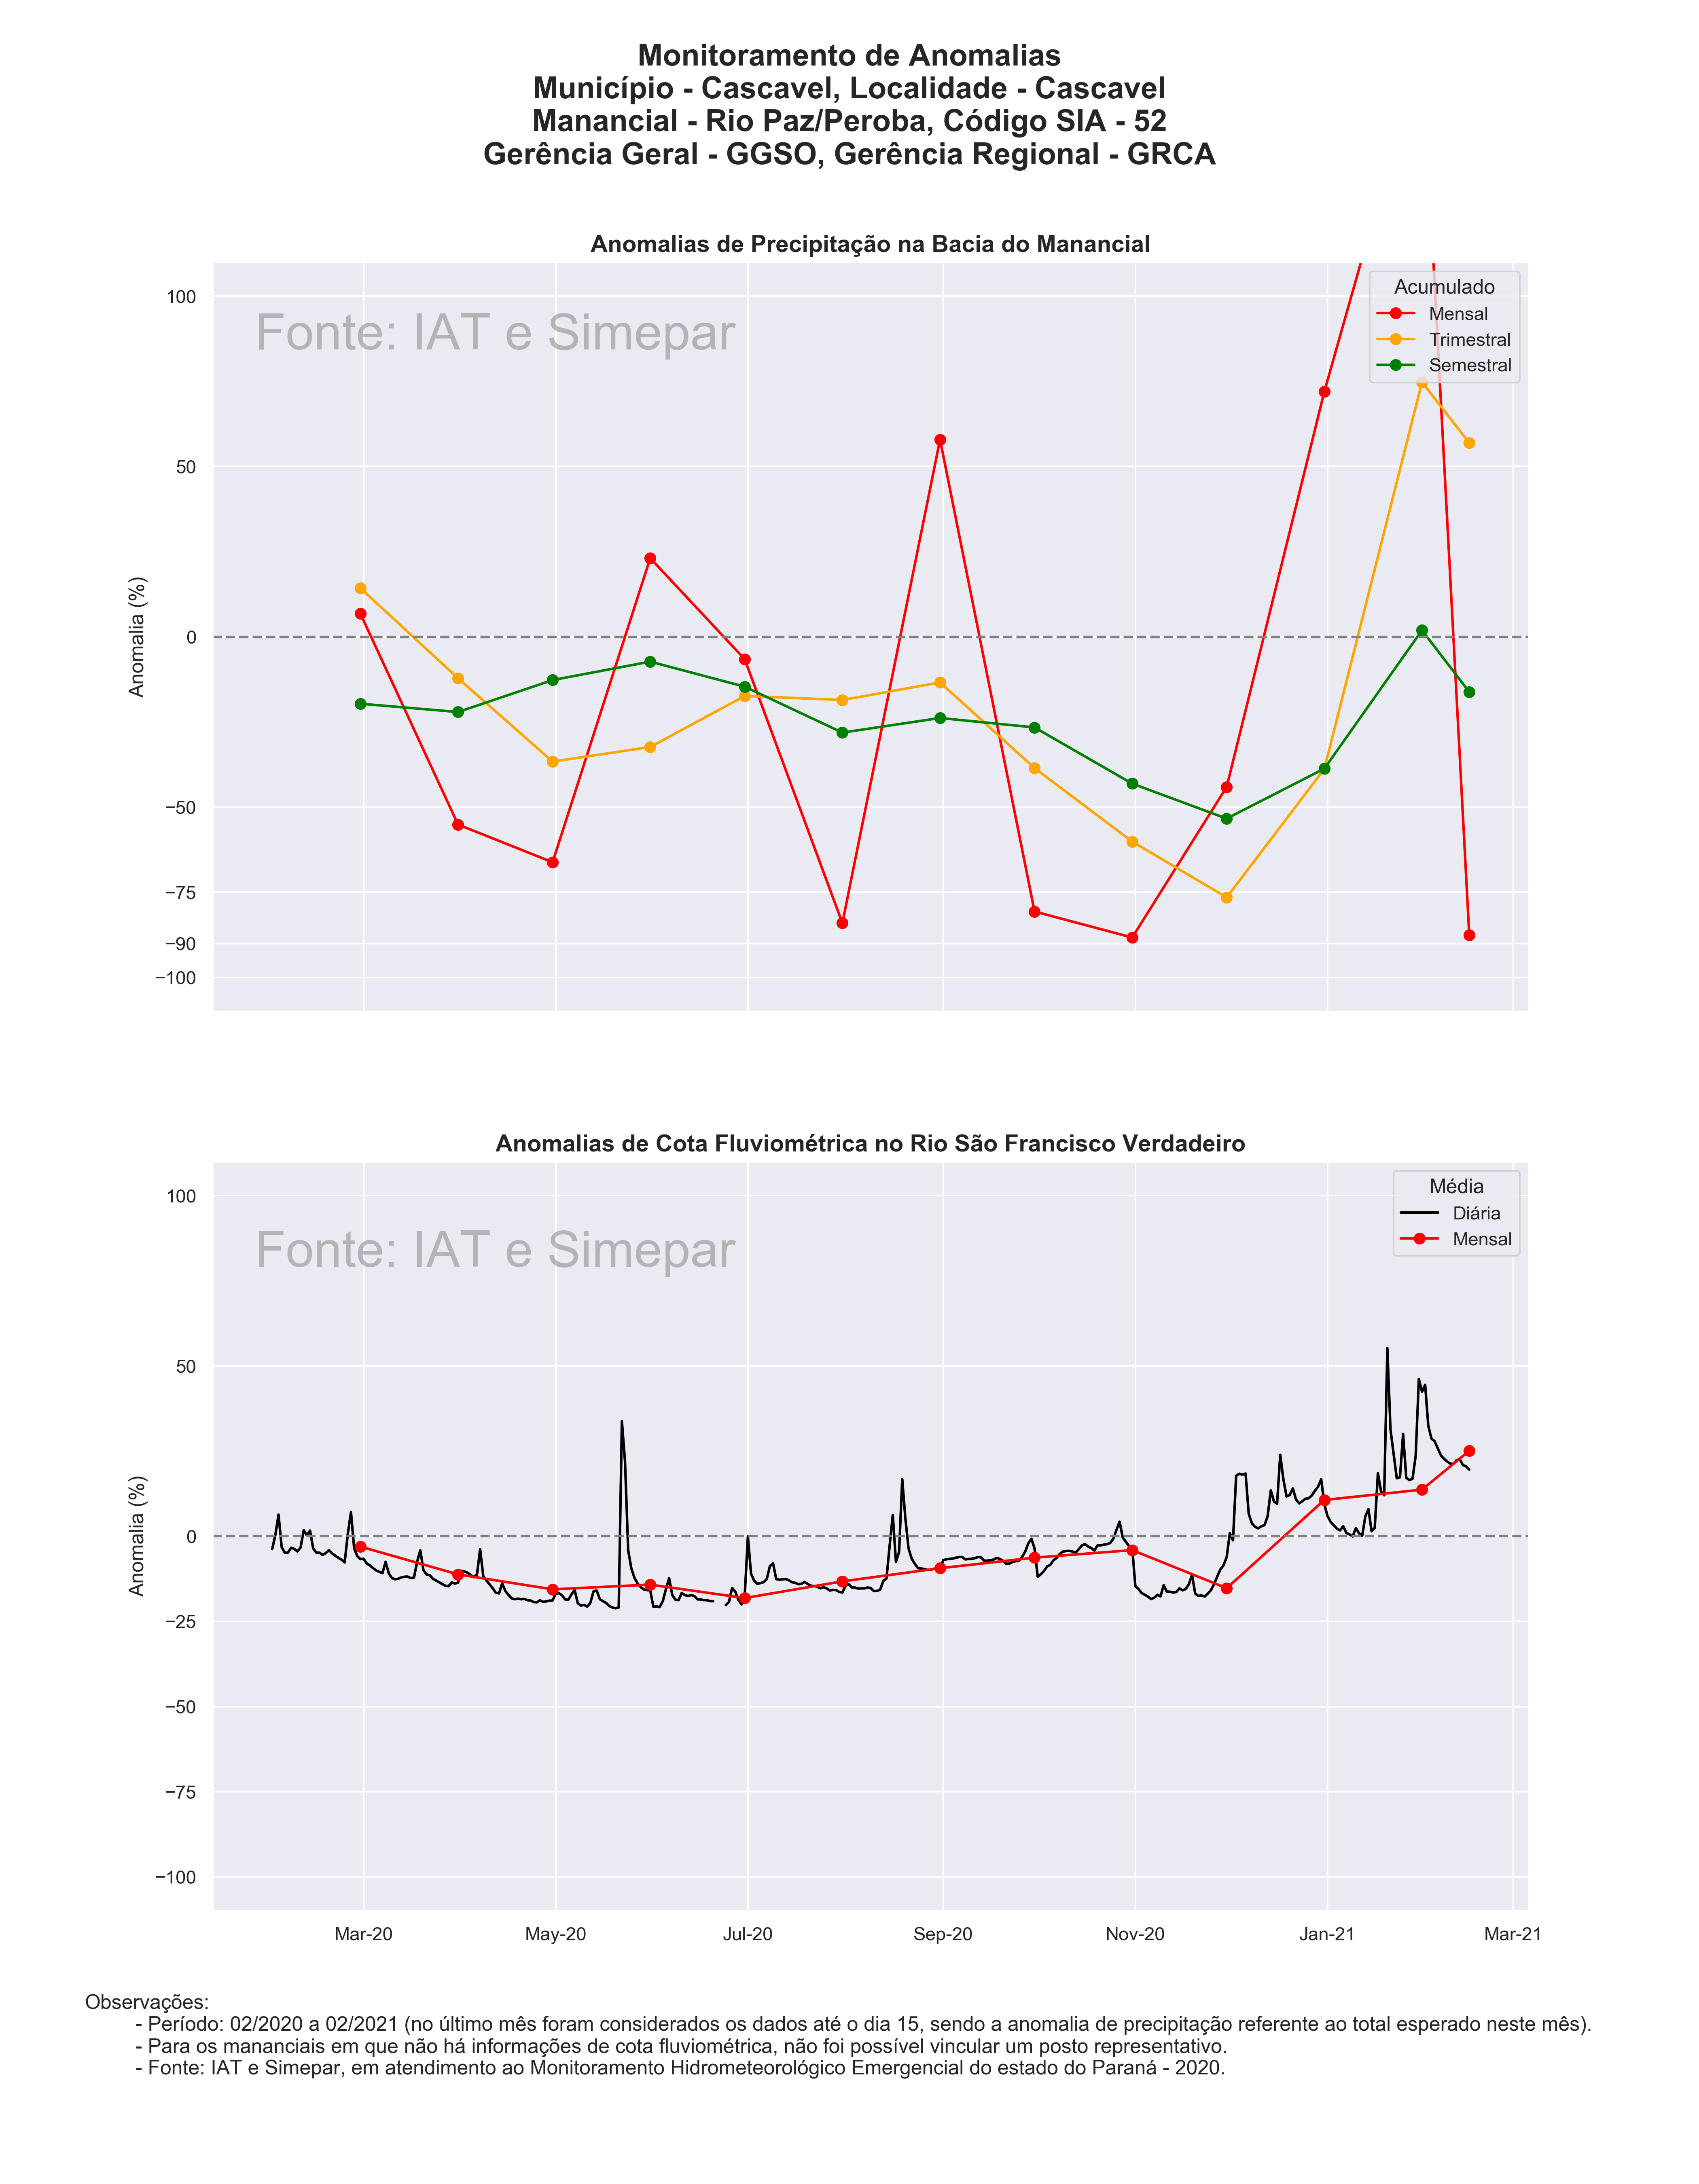 Monitoramento de Anomalias
Município - Cascavel, Localidade - Cascavel
Manancial - Rio Paz/Peroba, Código SIA - 52
Gerência Geral - GGSO, Gerência Regional - GRCA
Anomalias de Precipitação na Bacia do Manancial
Fonte: IAT e Simepar
Acumulado
Mensal
Trimestral
Semestral
Anomalia (%)
100
50
0
−50
−75
−90
−100
Anomalias de Cota Fluviométrica no Rio São Francisco Verdadeiro
Fonte: IAT e Simepar
Média
Diária
Mensal
Anomalia (%)
100
50
0
−25
−50
−75
−100
Mar-20 May-20 Jul-20 Sep-20 Nov-20 Jan-21 Mar-21
Observações:
- Período: 02/2020 a 02/2021 (no último mês foram considerados os dados até o dia 15, sendo a anomalia de precipitação referente ao total esperado neste mês).
- Para os mananciais em que não há informações de cota fluviométrica, não foi possível vincular um posto representativo.
- Fonte: IAT e Simepar, em atendimento ao Monitoramento Hidrometeorológico Emergencial do estado do Paraná - 2020.